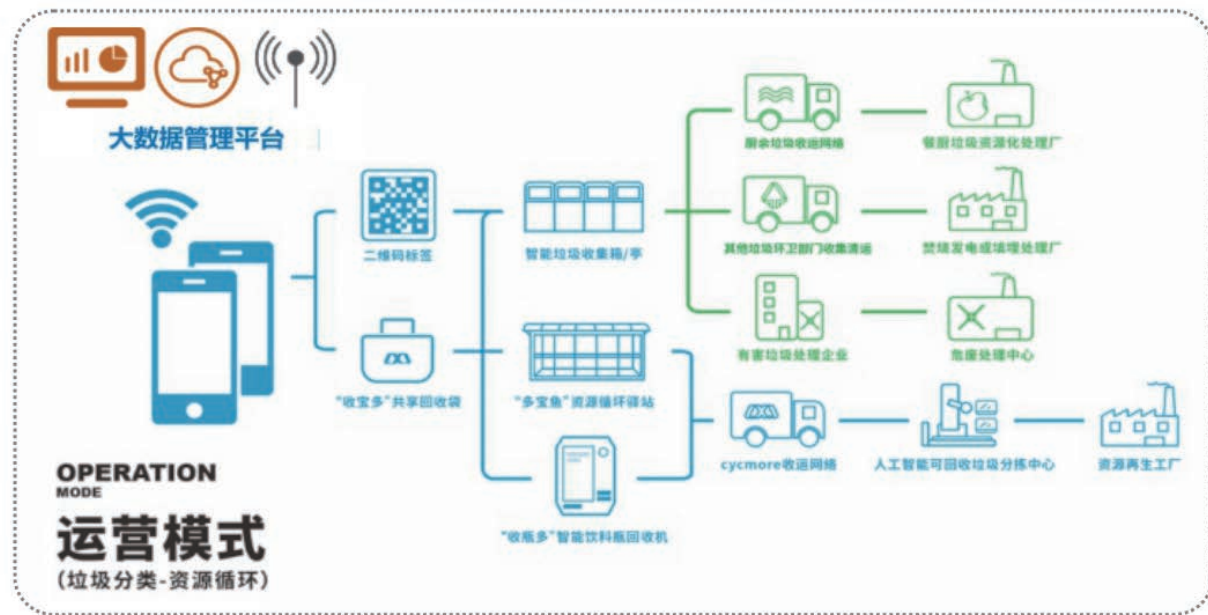 大数据管理平台
二维码标签
"收宝多"共享回收袋
智能垃圾收集箱/亭
"多宝鱼"资源循环驿站
"收瓶多"智能饮料瓶回收机
厨余垃圾收运网络
餐厨垃圾资源化处理厂
其他垃圾环卫部门收集清运
焚烧发电或填埋处理厂
有害垃圾处理企业
危废处理中心
cycmore收运网络
人工智能可回收垃圾分拣中心
资源再生工厂
OPERATION
MODE
运营模式
(垃圾分类-资源循环)